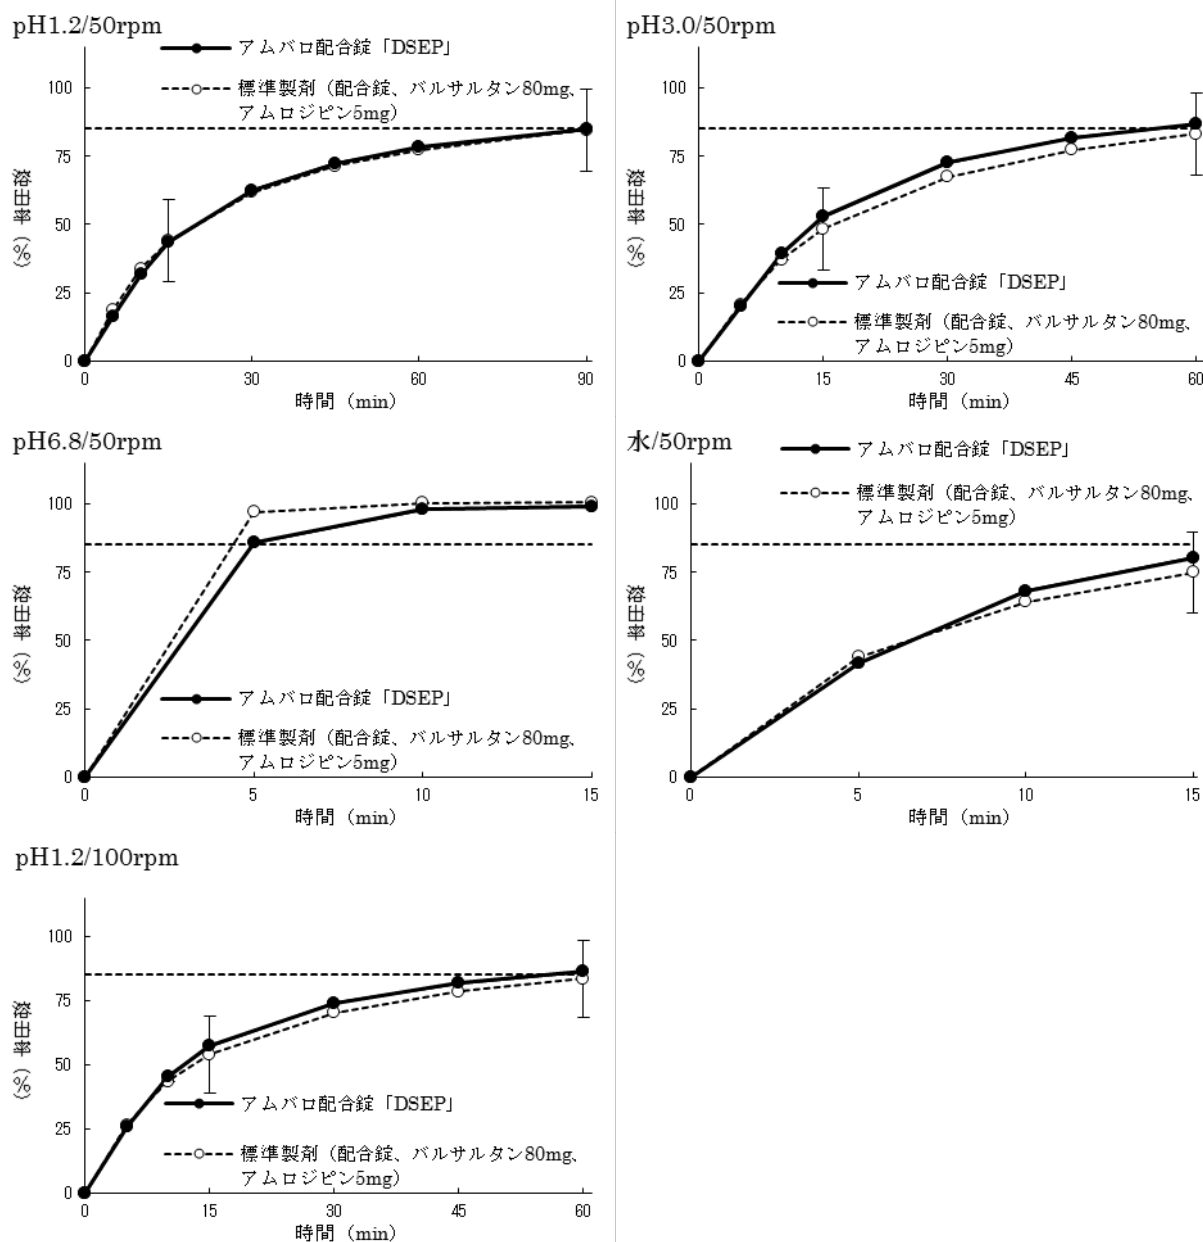 pH1.2/50rpm
アムバロ配合錠「DSEP」
標準製剤（配合錠、バルサルタン80mg、
アムロジピン5mg）
100
75
50
25
0
溶出率（%）
0 30 60 90
時間（min）
pH3.0/50rpm
100
75
50
25
0
溶出率（%）
アムバロ配合錠「DSEP」
標準製剤（配合錠、バルサルタン80mg、
アムロジピン5mg）
0 15 30 45 60
時間（min）
pH6.8/50rpm
100
75
50
25
0
溶出率（%）
アムバロ配合錠「DSEP」
標準製剤（配合錠、バルサルタン80mg、
アムロジピン5mg）
0 5 10 15
時間（min）
水/50rpm
アムバロ配合錠「DSEP」
標準製剤（配合錠、バルサルタン80mg、
アムロジピン5mg）
100
75
50
25
0
溶出率（%）
0 5 10 15
時間（min）
pH1.2/100rpm
100
75
50
25
0
溶出率（%）
アムバロ配合錠「DSEP」
標準製剤（配合錠、バルサルタン80mg、
アムロジピン5mg）
0 15 30 45 60
時間（min）